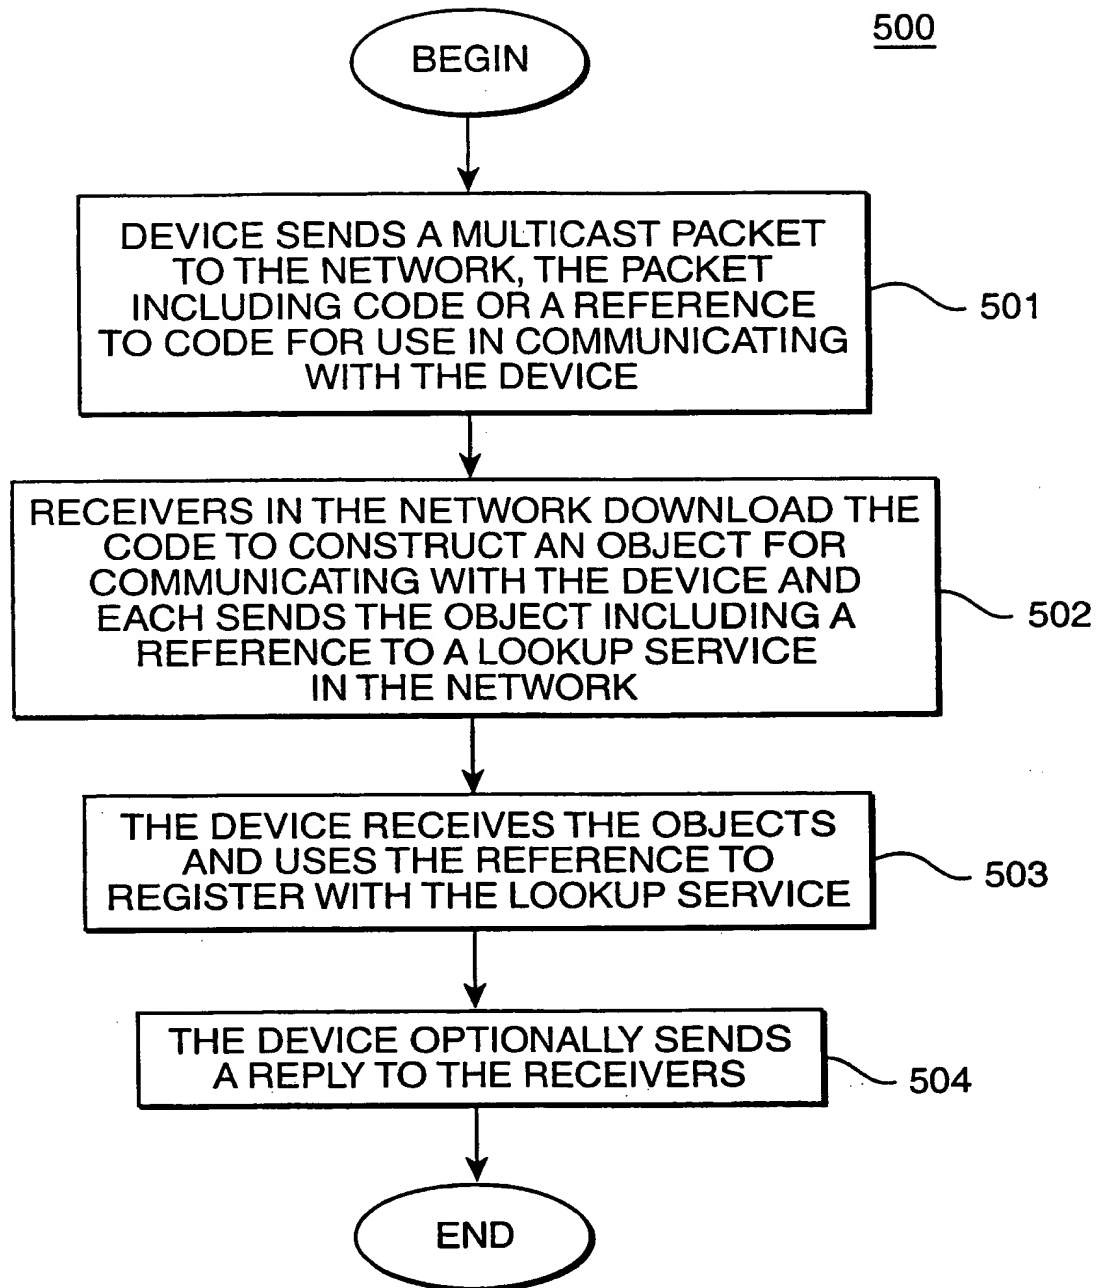 500
BEGIN
DEVICE SENDS A MULTICAST PACKET
TO THE NETWORK, THE PACKET
INCLUDING CODE OR A REFERENCE
TO CODE FOR USE IN COMMUNICATING
WITH THE DEVICE
501
RECEIVERS IN THE NETWORK DOWNLOAD THE
CODE TO CONSTRUCT AN OBJECT FOR
COMMUNICATING WITH THE DEVICE AND
EACH SENDS THE OBJECT INCLUDING A
REFERENCE TO A LOOKUP SERVICE
IN THE NETWORK
502
THE DEVICE RECEIVES THE OBJECTS
AND USES THE REFERENCE TO
REGISTER WITH THE LOOKUP SERVICE
503
THE DEVICE OPTIONALLY SENDS
A REPLY TO THE RECEIVERS
504
END